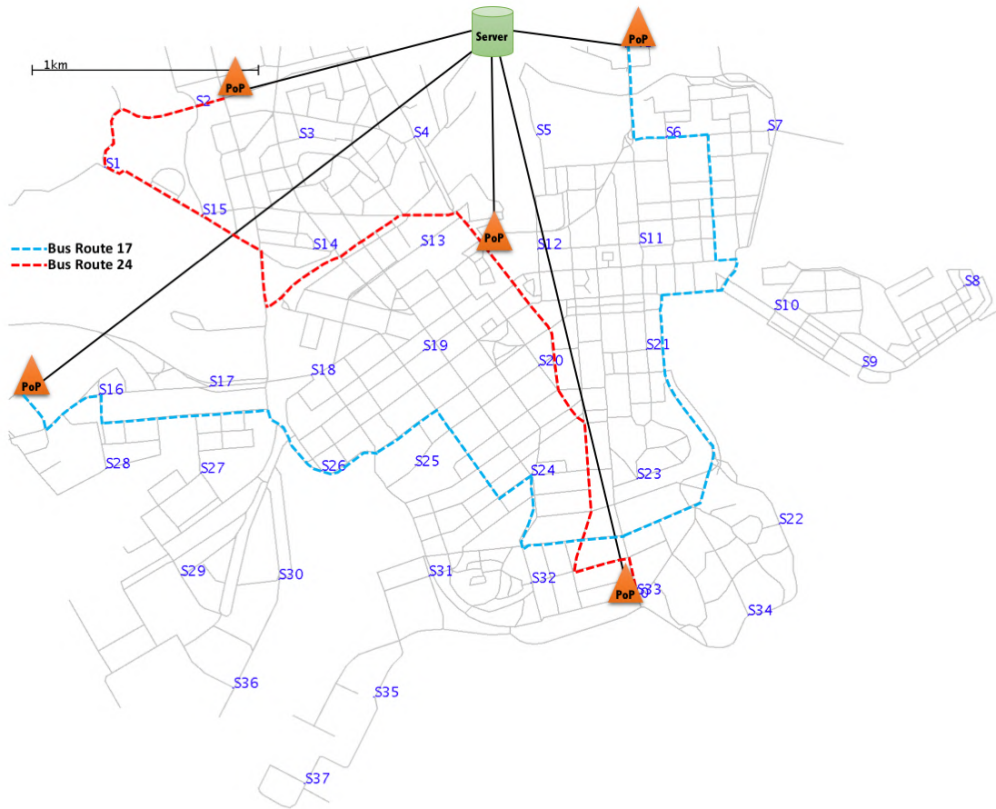 Server
PoP
1km
PoP
S2
S3
S4
S5
S6
S7
S1
S15
S14
S13
PoP
S12
S11
Bus Route 17
Bus Route 24
S8
S10
S9
S19
S20
S21
PoP
S16
S17
S18
S28
S27
S26
S25
S24
S23
S22
S29
S30
S31
S32
PoP
S33
S34
S36
S35
S37